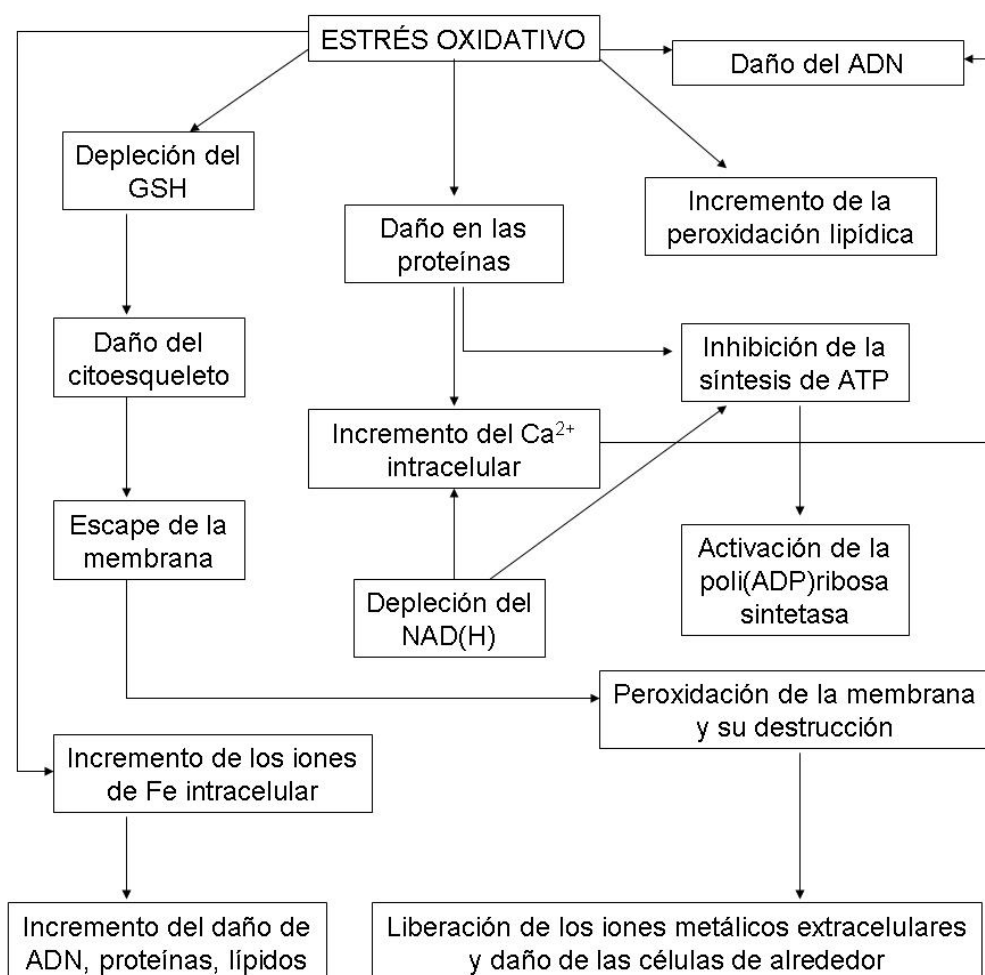 ESTRÉS OXIDATIVO
Daño del ADN
Depleción del
GSH
Incremento de la
peroxidación lipídica
Daño en las
proteínas
Daño del
citoesqueleto
Inhibición de la
síntesis de ATP
Incremento del Ca²⁺
intracelular
Escape de la
membrana
Activación de la
poli(ADP)ribosa
sintetasa
Depleción del
NAD(H)
Peroxidación de la membrana
y su destrucción
Incremento de los iones
de Fe intracelular
Incremento del daño de
ADN, proteínas, lípidos
Liberación de los iones metálicos extracelulares
y daño de las células de alrededor